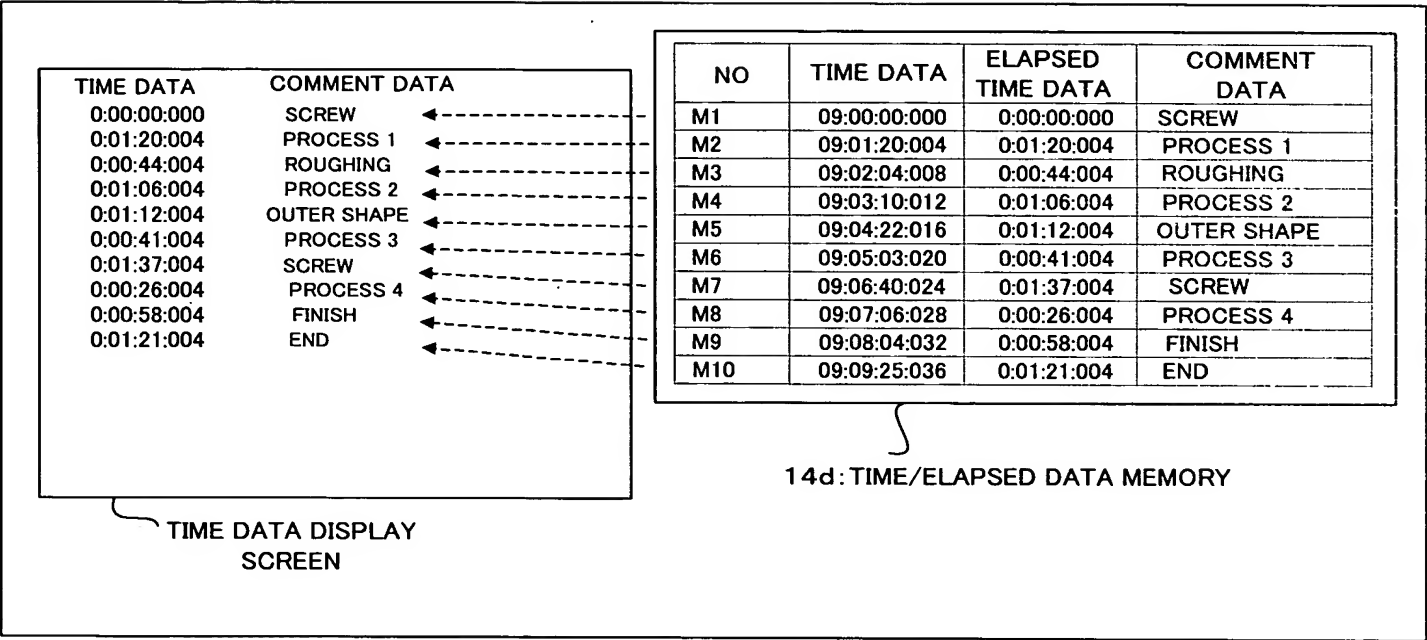 TIME DATA COMMENT DATA
0:00:00:000 SCREW
0:01:20:004 PROCESS 1
0:00:44:004 ROUGHING
0:01:06:004 PROCESS 2
0:01:12:004 OUTER SHAPE
0:00:41:004 PROCESS 3
0:01:37:004 SCREW
0:00:26:004 PROCESS 4
0:00:58:004 FINISH
0:01:21:004 END
TIME DATA DISPLAY
SCREEN
NO TIME DATA ELAPSED TIME DATA COMMENT DATA
M1 09:00:00:000 0:00:00:000 SCREW
M2 09:01:20:004 0:01:20:004 PROCESS 1
M3 09:02:04:008 0:00:44:004 ROUGHING
M4 09:03:10:012 0:01:06:004 PROCESS 2
M5 09:04:22:016 0:01:12:004 OUTER SHAPE
M6 09:05:03:020 0:00:41:004 PROCESS 3
M7 09:06:40:024 0:01:37:004 SCREW
M8 09:07:06:028 0:00:26:004 PROCESS 4
M9 09:08:04:032 0:00:58:004 FINISH
M10 09:09:25:036 0:01:21:004 END
14d:TIME/ELAPSED DATA MEMORY